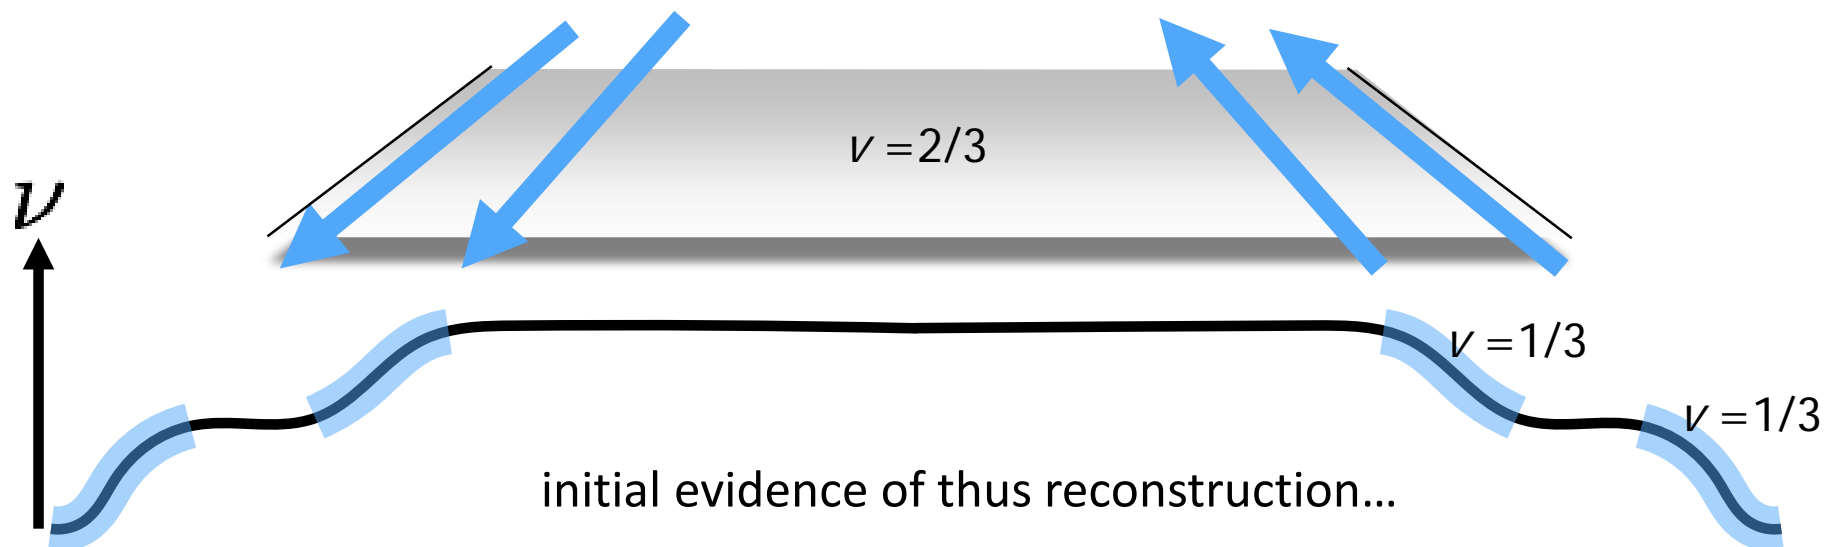 ν =2/3
ν
ν =1/3
ν =1/3
initial evidence of thus reconstruction...